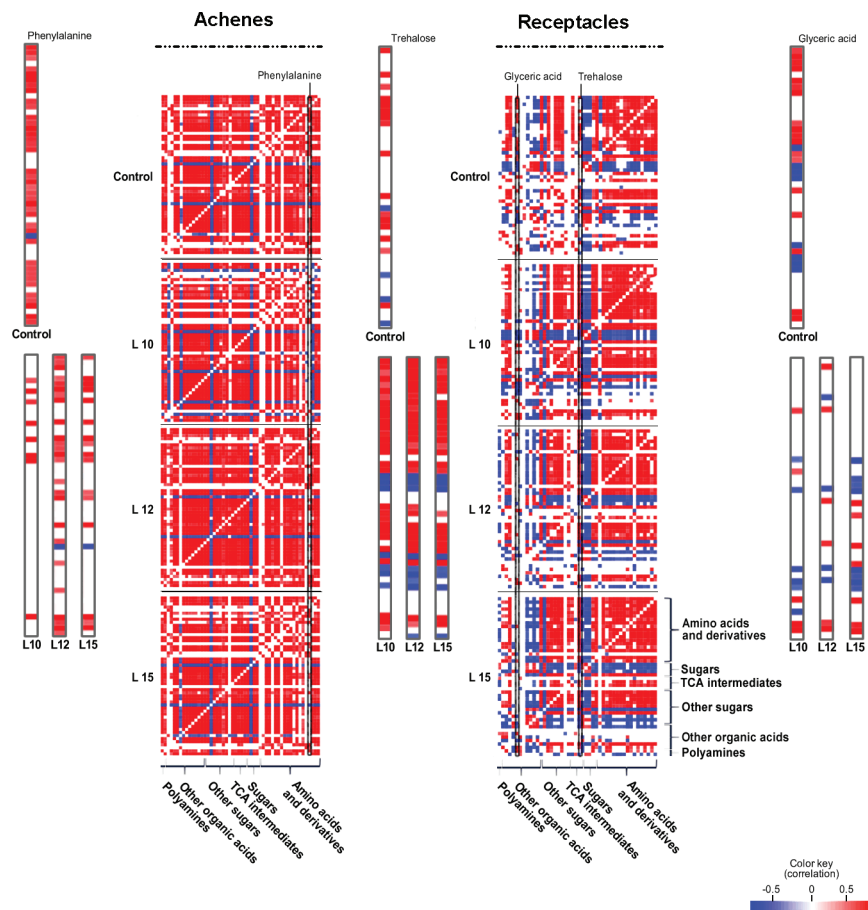 Achenes
Receptacles
Phenylalanine
Trehalose
Glyceric acid
Phenylalanine
Glyceric acid
Trehalose
Control
Control
Control
Control
Control
L 10
L 10
L 12
L 12
L10
L12
L15
L10
L12
L15
L10
L12
L15
L 15
L 15
Amino acids
and derivatives
Sugars
TCA intermediates
Other sugars
Other organic acids
Polyamines
Polyamines
Other organic acids
Other sugars
TCA intermediates
Sugars
Amino acids
and derivatives
Polyamines
Other organic acids
Other sugars
TCA intermediates
Sugars
Amino acids
and derivatives
Color key
(correlation)
-0.5 0 0.5